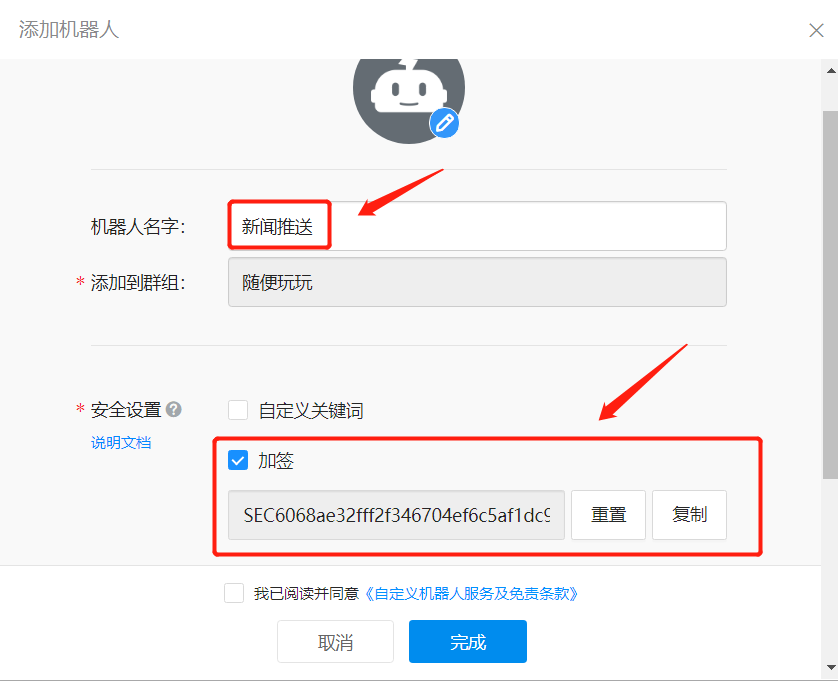 添加机器人
机器人名字：
新闻推送
* 添加到群组：
随便玩玩
* 安全设置
自定义关键词
说明文档
加签
SEC6068ae32fff2f346704ef6c5af1dc9
重置
复制
我已阅读并同意《自定义机器人服务及免责条款》
取消
完成